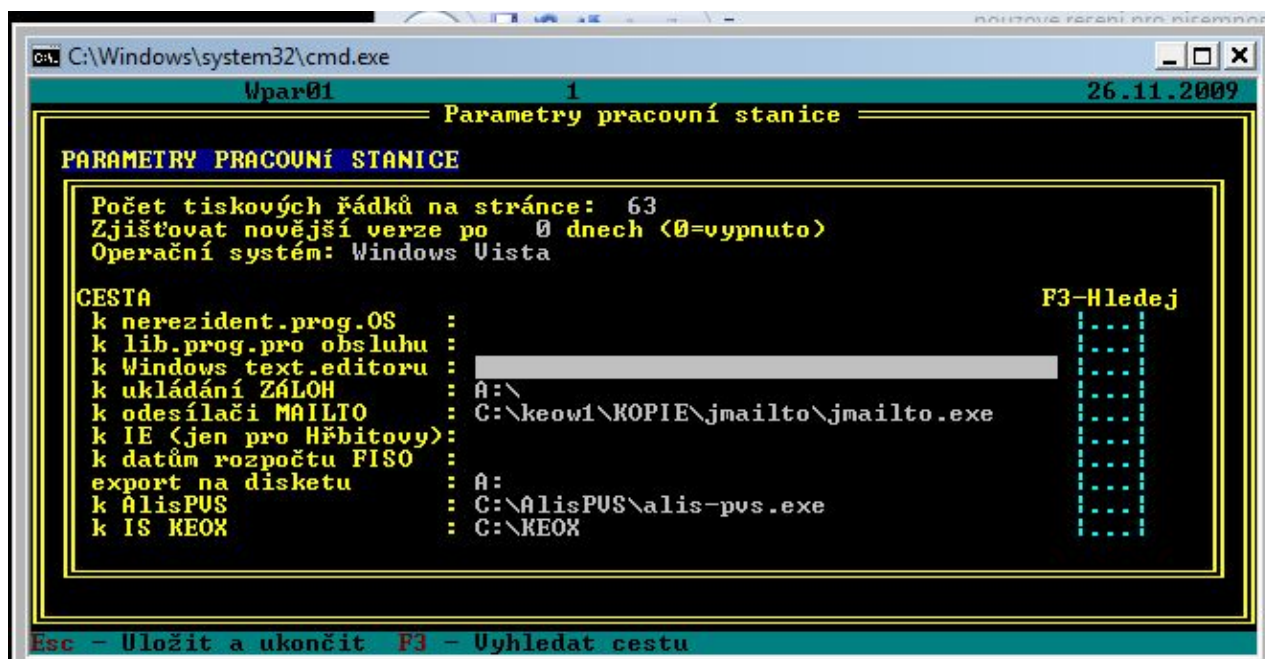 nouzove reseni pro pisemnos
C:\Windows\system32\cmd.exe
Wpar01 1 26.11.2009
Parametry pracovní stanice
PARAMETRY PRACOVNÍ STANICE
Počet tiskových řádků na stránce: 63
Zjišťovat novější verze po 0 dnech (0=vypnuto)
Operační systém: Windows Vista
CESTA F3-Hledej
k nerezident.prog.OS : |...|
k lib.prog.pro obsluhu : |...|
k Windows text.editoru : |...|
k ukládání ZÁLOH : A:\ |...|
k odesílači MAILTO : C:\keow1\KOPIE\jmailto\jmailto.exe |...|
k IE (jen pro Hřbitovy): |...|
k datům rozpočtu FISO : |...|
export na disketu : A: |...|
k AlisPVS : C:\AlisPVS\alis-pvs.exe |...|
k IS KEOX : C:\KEOX |...|
Esc - Uložit a ukončit F3 - Vyhledat cestu